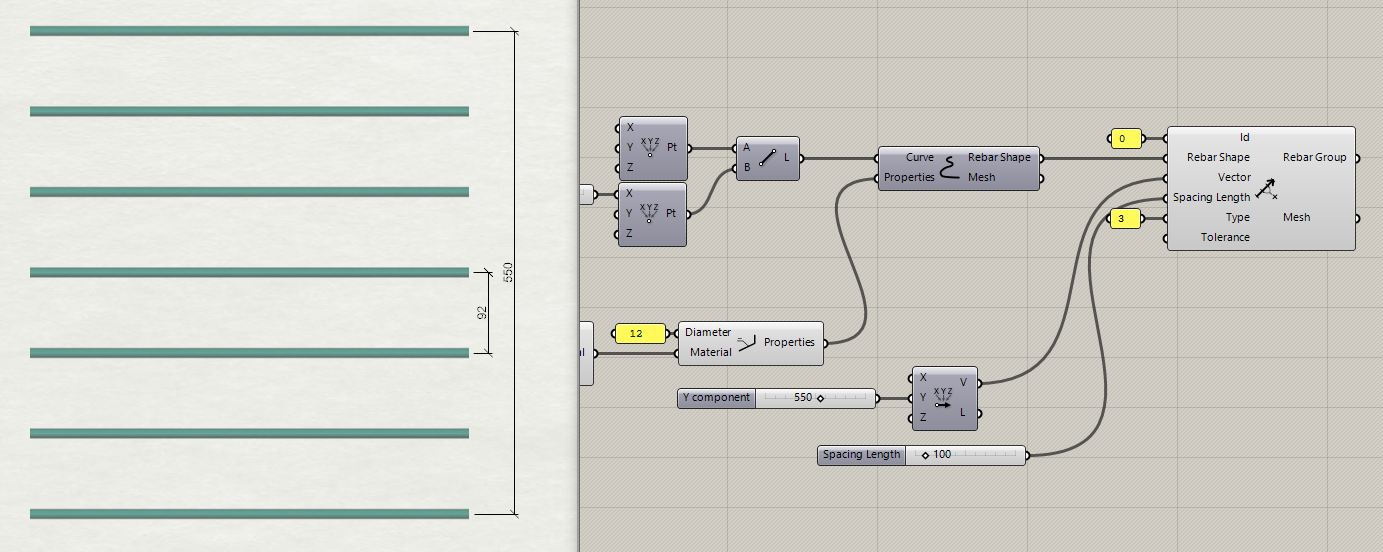 550
92
X
Y
Z
Pt
X
Y
Z
Pt
A
B
L
Curve
Properties
Rebar Shape
Mesh
0
3
Id
Rebar Shape
Vector
Spacing Length
Type
Tolerance
Rebar Group
Mesh
12
Diameter
Material
Properties
Y component
550
X
Y
Z
V
L
Spacing Length
100